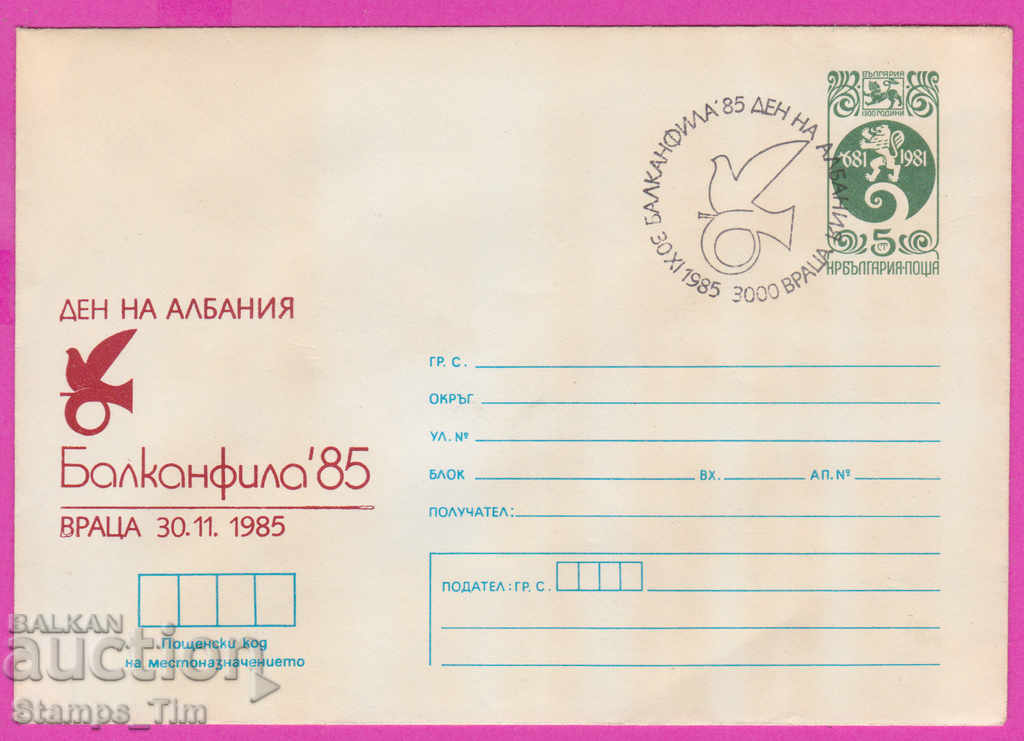 БАЛКАНФИЛА'85 ДЕН НА АЛБАНИЯ
30 XI 1985 3000 ВРАЦА
БЪЛГАРИЯ
1300 ГОДИНИ
681 1981
5 СТ
НРБЪЛГАРИЯ·ПОЩА
ДЕН НА АЛБАНИЯ
Балканфила'85
ВРАЦА 30.11. 1985
ГР. С.
ОКРЪГ
УЛ. №
БЛОК ВХ. АП. №
ПОЛУЧАТЕЛ:
ПОДАТЕЛ: ГР. С.
Пощенски код
на местоназначението
BALKAN
auction
Stamps_Tim